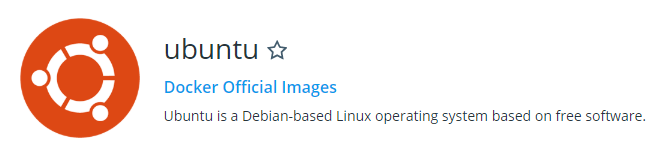 ubuntu
Docker Official Images
Ubuntu is a Debian-based Linux operating system based on free software.